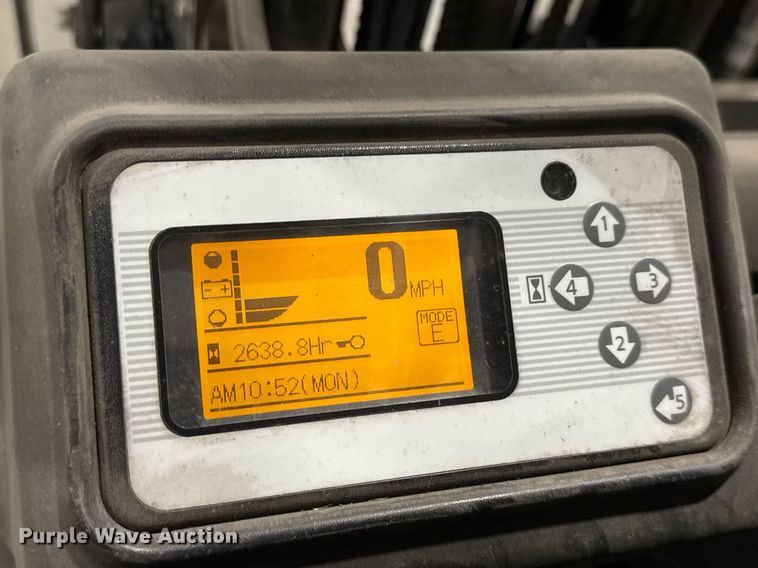 0 MPH
MODE
E
2638.8Hr
AM10:52(MON)
1
4
3
2
5
Purple Wave Auction